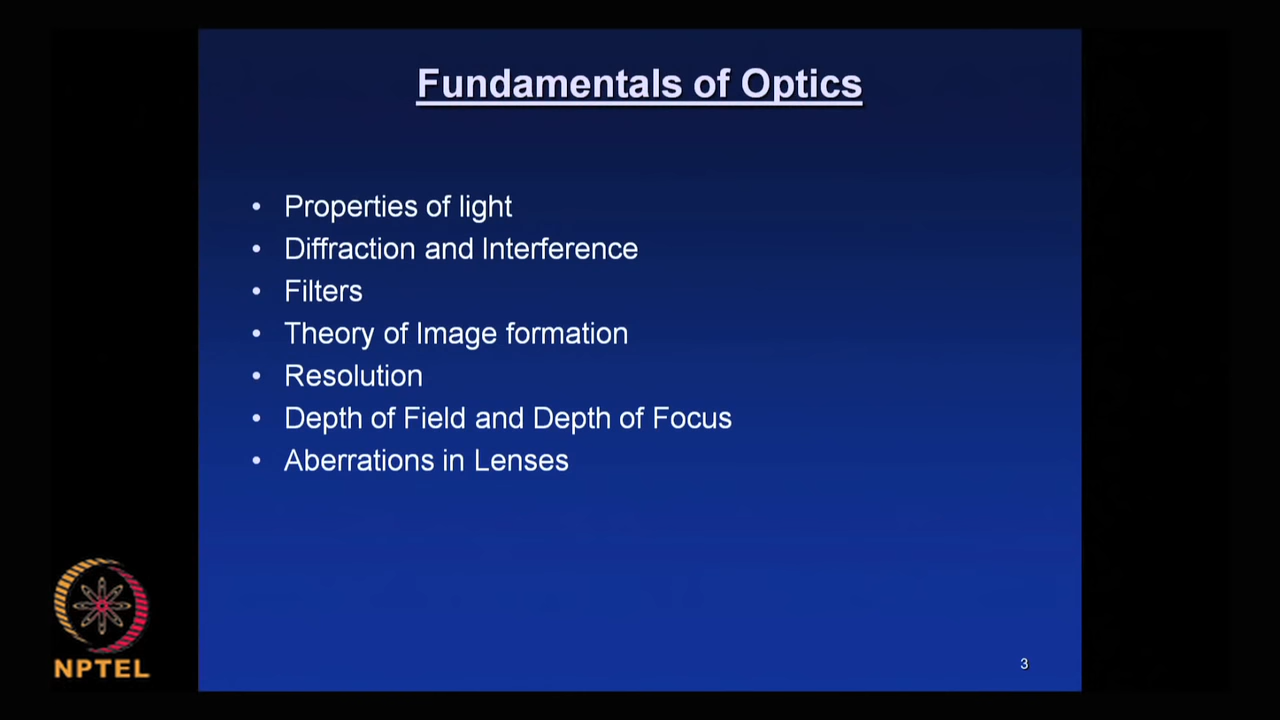 Fundamentals of Optics
• Properties of light
• Diffraction and Interference
• Filters
• Theory of Image formation
• Resolution
• Depth of Field and Depth of Focus
• Aberrations in Lenses
NPTEL
3